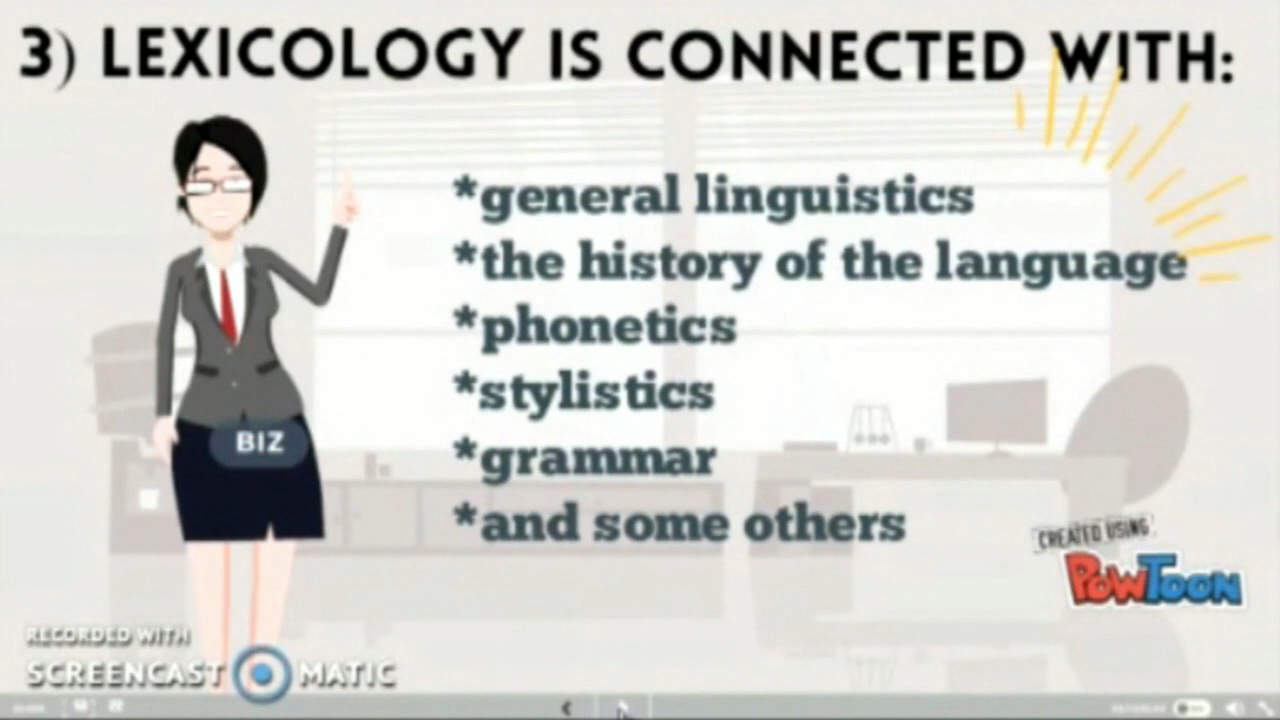 3) LEXICOLOGY IS CONNECTED WITH:
*general linguistics
*the history of the language
*phonetics
*stylistics
*grammar
*and some others
BIZ
CREATED USING
POWTOON
RECORDED WITH
SCREENCAST MATIC